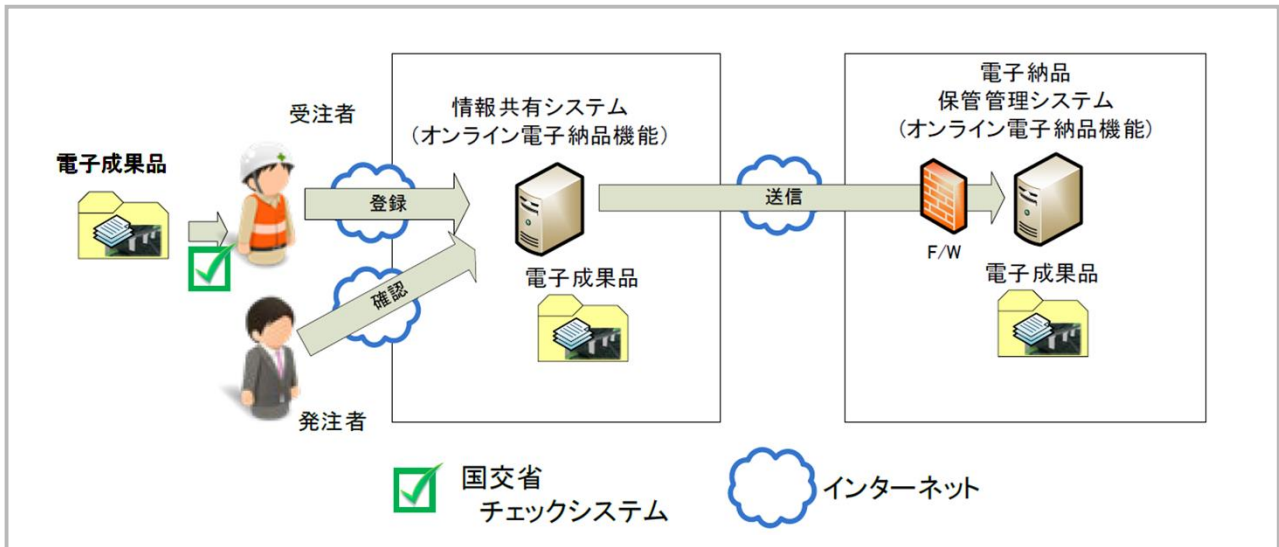 受注者
電子成果品
登録
確認
発注者
情報共有システム
(オンライン電子納品機能)
電子成果品
送信
電子納品
保管管理システム
(オンライン電子納品機能)
F/W
電子成果品
国交省
チェックシステム
インターネット